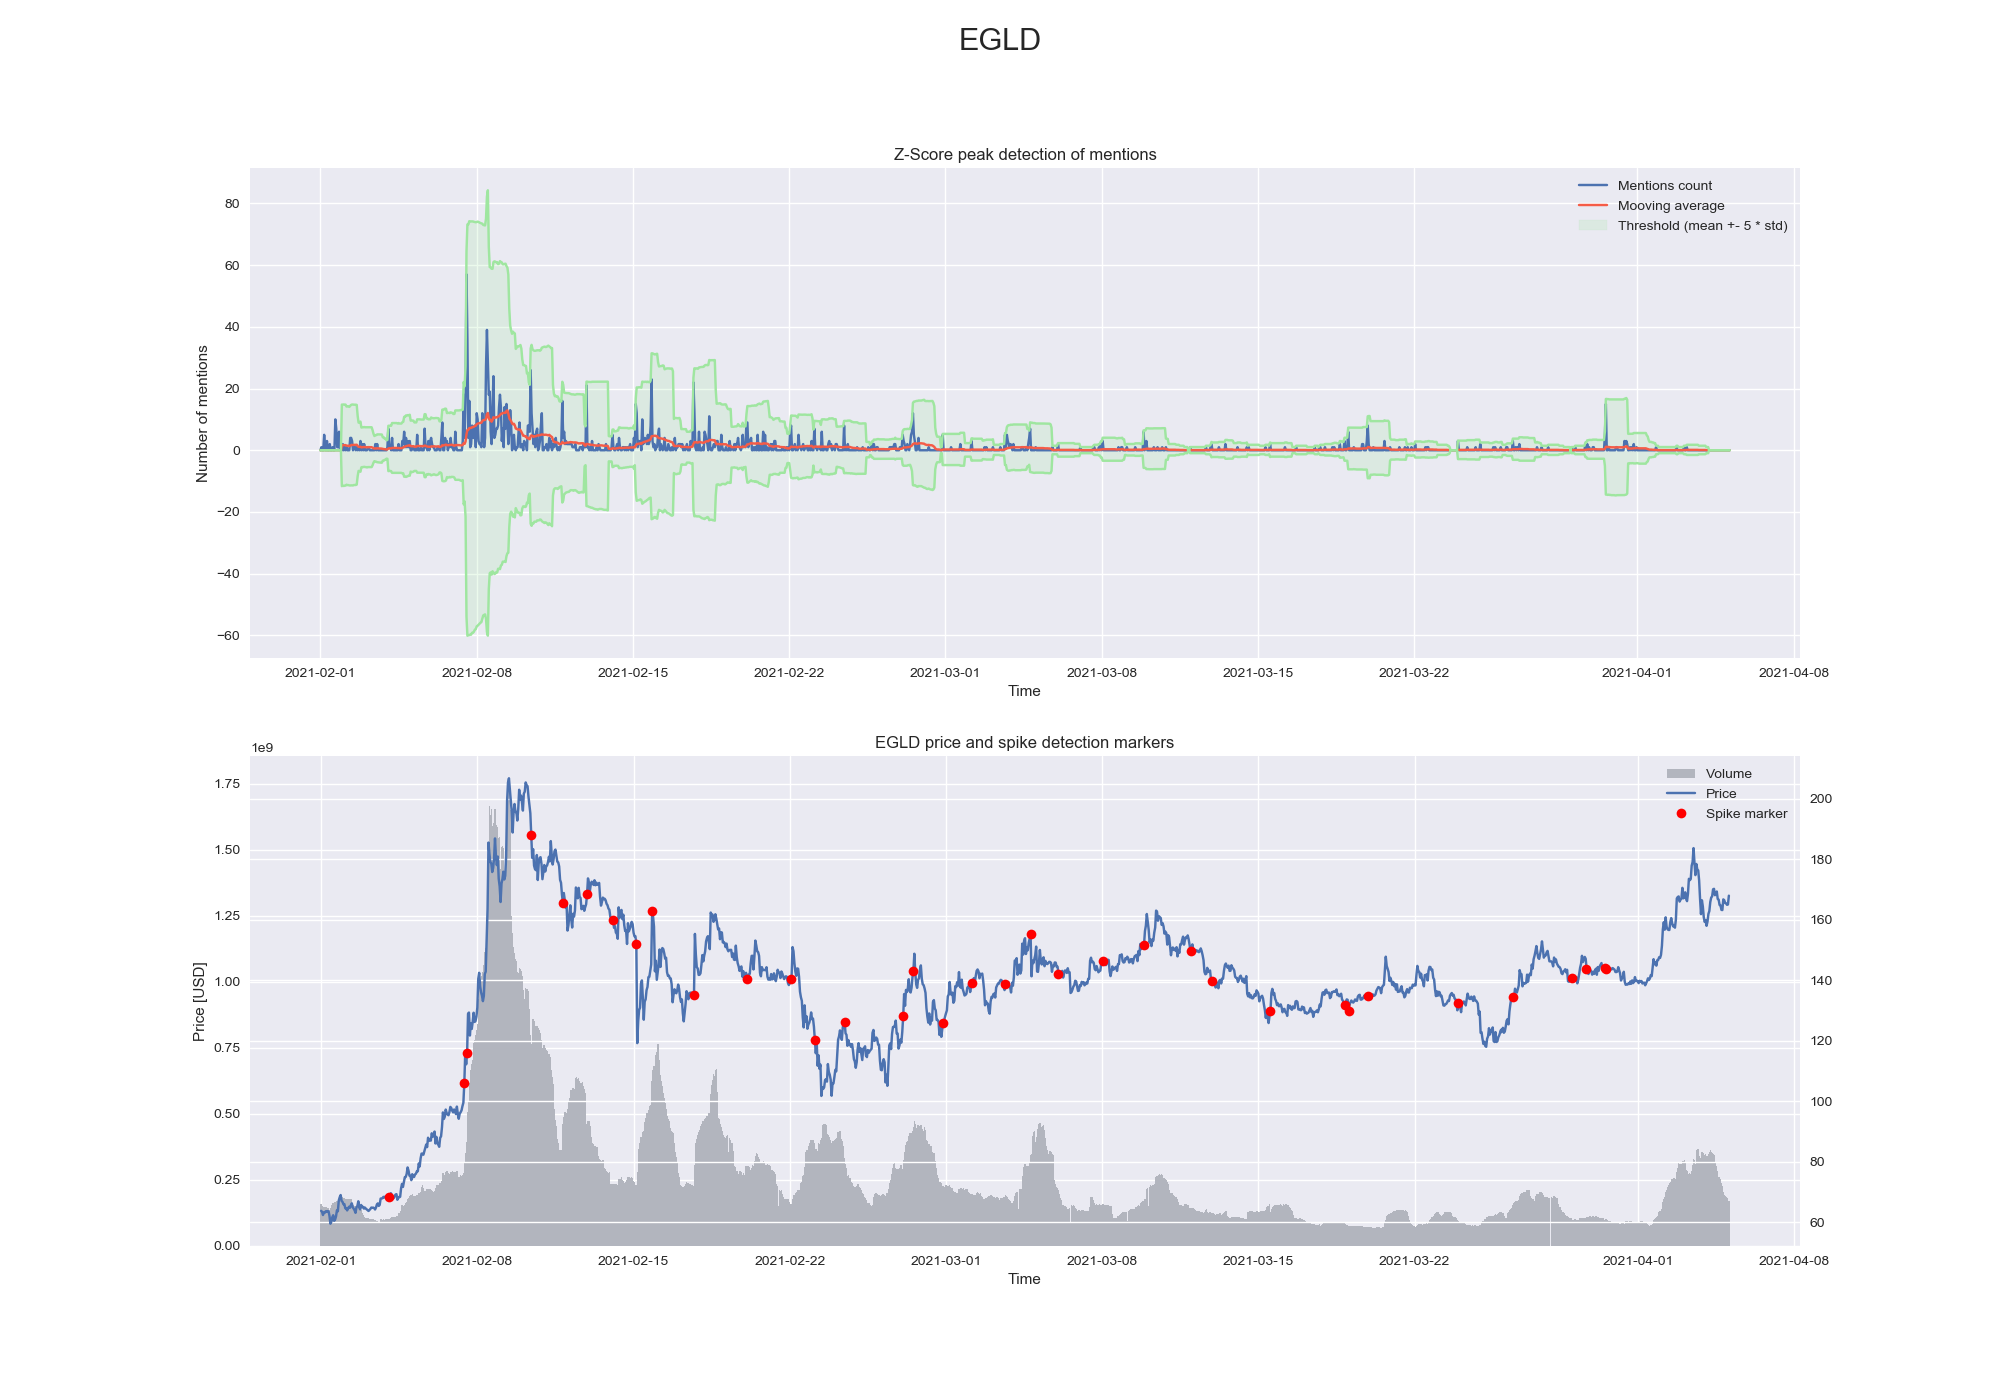 EGLD
Z-Score peak detection of mentions
Mentions count
Mooving average
Threshold (mean +- 5 * std)
80
60
40
20
0
−20
−40
−60
Number of mentions
2021-02-01 2021-02-08 2021-02-15 2021-02-22 2021-03-01 2021-03-08 2021-03-15 2021-03-22 2021-04-01 2021-04-08
Time
EGLD price and spike detection markers
1e9
Volume
Price
Spike marker
1.75
1.50
1.25
1.00
0.75
0.50
0.25
0.00
Price [USD]
200
180
160
140
120
100
80
60
2021-02-01 2021-02-08 2021-02-15 2021-02-22 2021-03-01 2021-03-08 2021-03-15 2021-03-22 2021-04-01 2021-04-08
Time